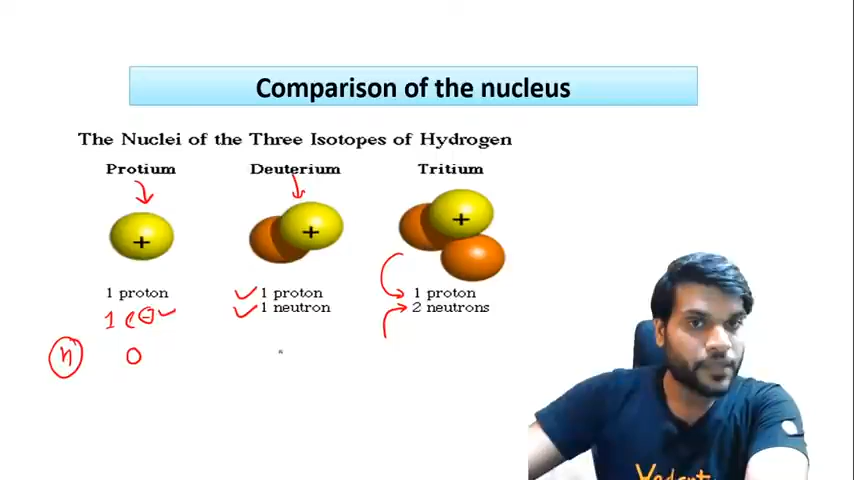 Comparison of the nucleus
The Nuclei of the Three Isotopes of Hydrogen
Protium Deuterium Tritium
+ + +
1 proton 1 proton 1 proton
1 e⊖ 1 neutron 2 neutrons
n 0